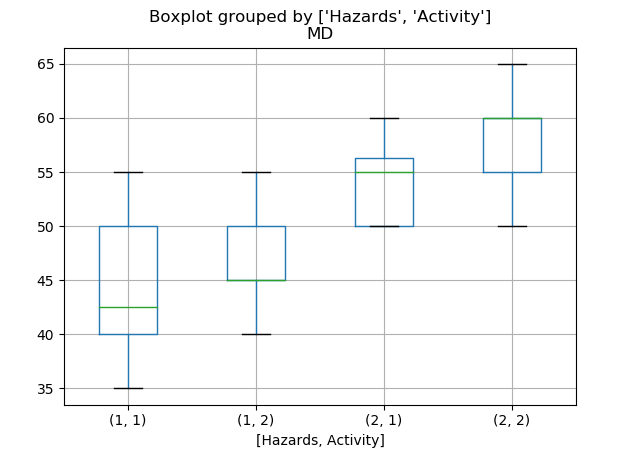 Boxplot grouped by ['Hazards', 'Activity']
MD
65
60
55
50
45
40
35
(1, 1) (1, 2) (2, 1) (2, 2)
[Hazards, Activity]